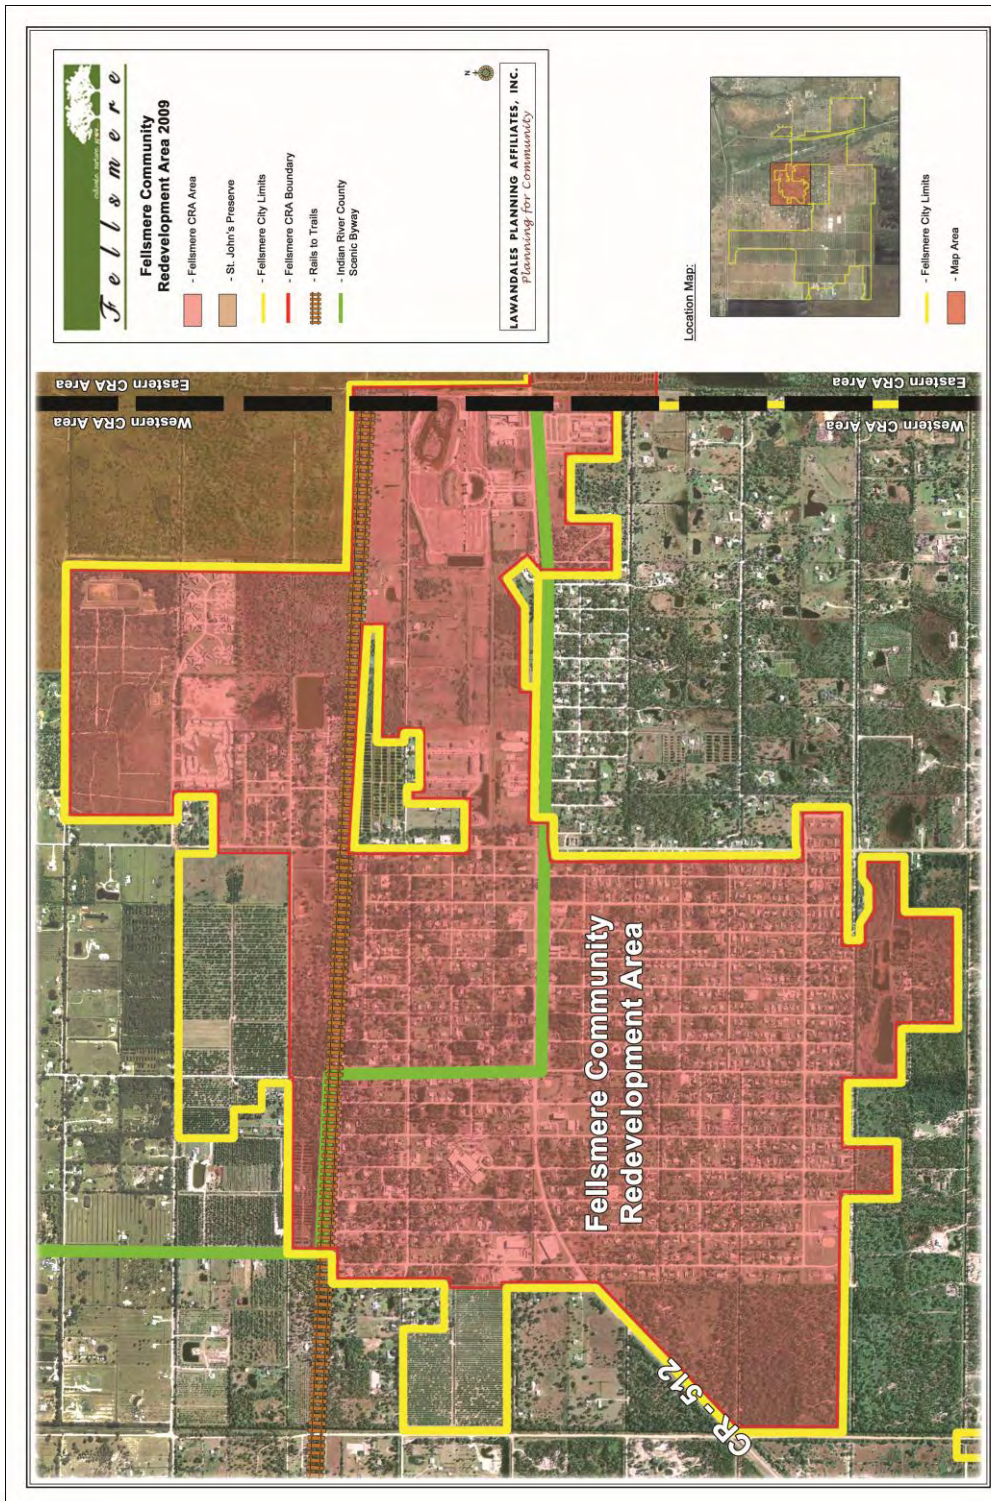 Fellsmere
Fellsmere Community
Redevelopment Area 2009
- Fellsmere CRA Area
- St. John's Preserve
- Fellsmere City Limits
- Fellsmere CRA Boundary
- Rails to Trails
- Indian River County
Scenic Byway
N
LAWANDALES PLANNING AFFILIATES, INC.
Planning for Community
Location Map:
- Fellsmere City Limits
- Map Area
Eastern CRA Area
Western CRA Area
Eastern CRA Area
Western CRA Area
Fellsmere Community
Redevelopment Area
CR - 512